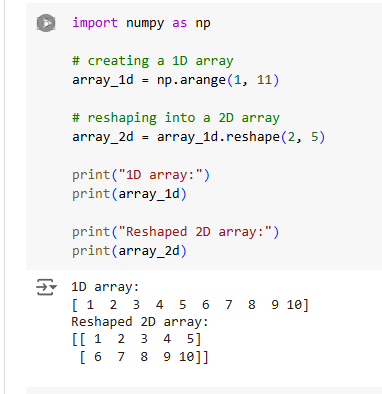 import numpy as np
# creating a 1D array
array_1d = np.arange(1, 11)
# reshaping into a 2D array
array_2d = array_1d.reshape(2, 5)
print("1D array:")
print(array_1d)
print("Reshaped 2D array:")
print(array_2d)
1D array:
[ 1  2  3  4  5  6  7  8  9 10]
Reshaped 2D array:
[[ 1  2  3  4  5]
 [ 6  7  8  9 10]]